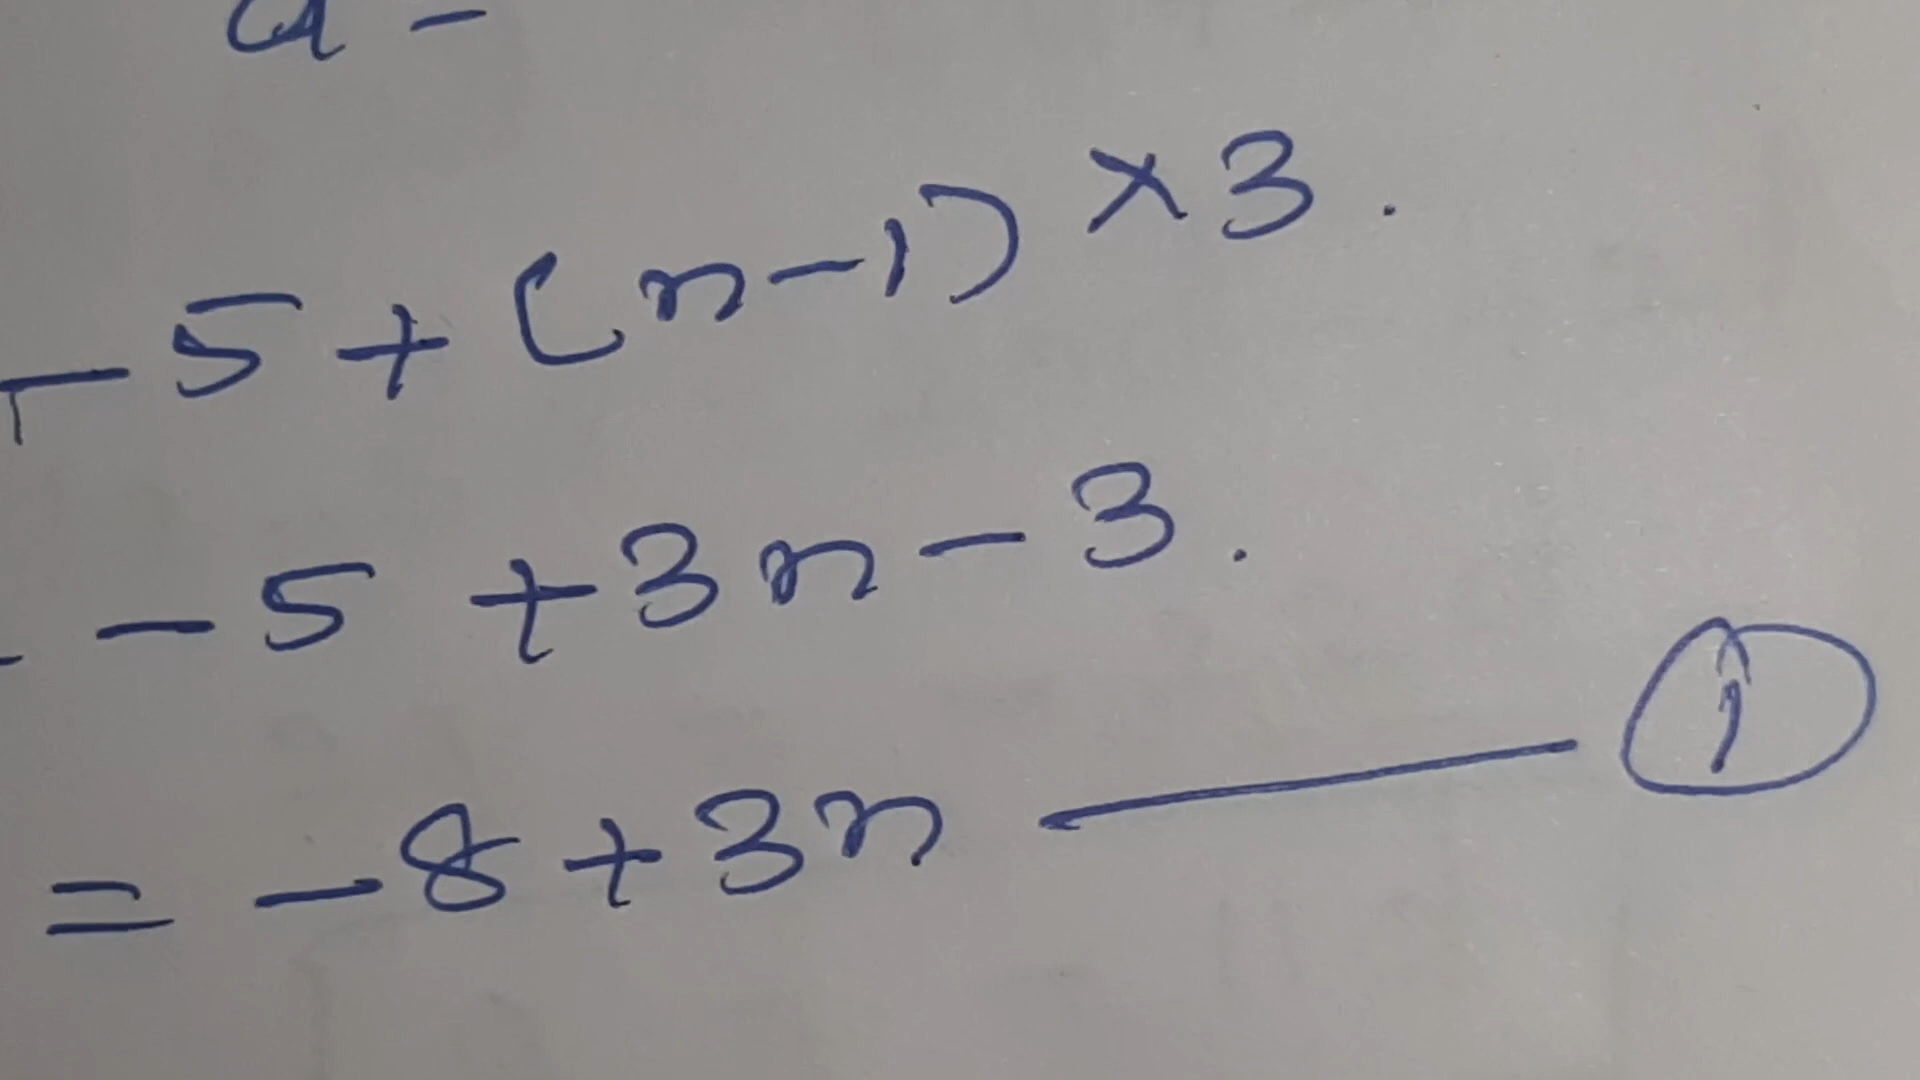 d -
- 5 + (n - 1) × 3.
- 5 + 3n - 3.
= - 8 + 3n —— ①